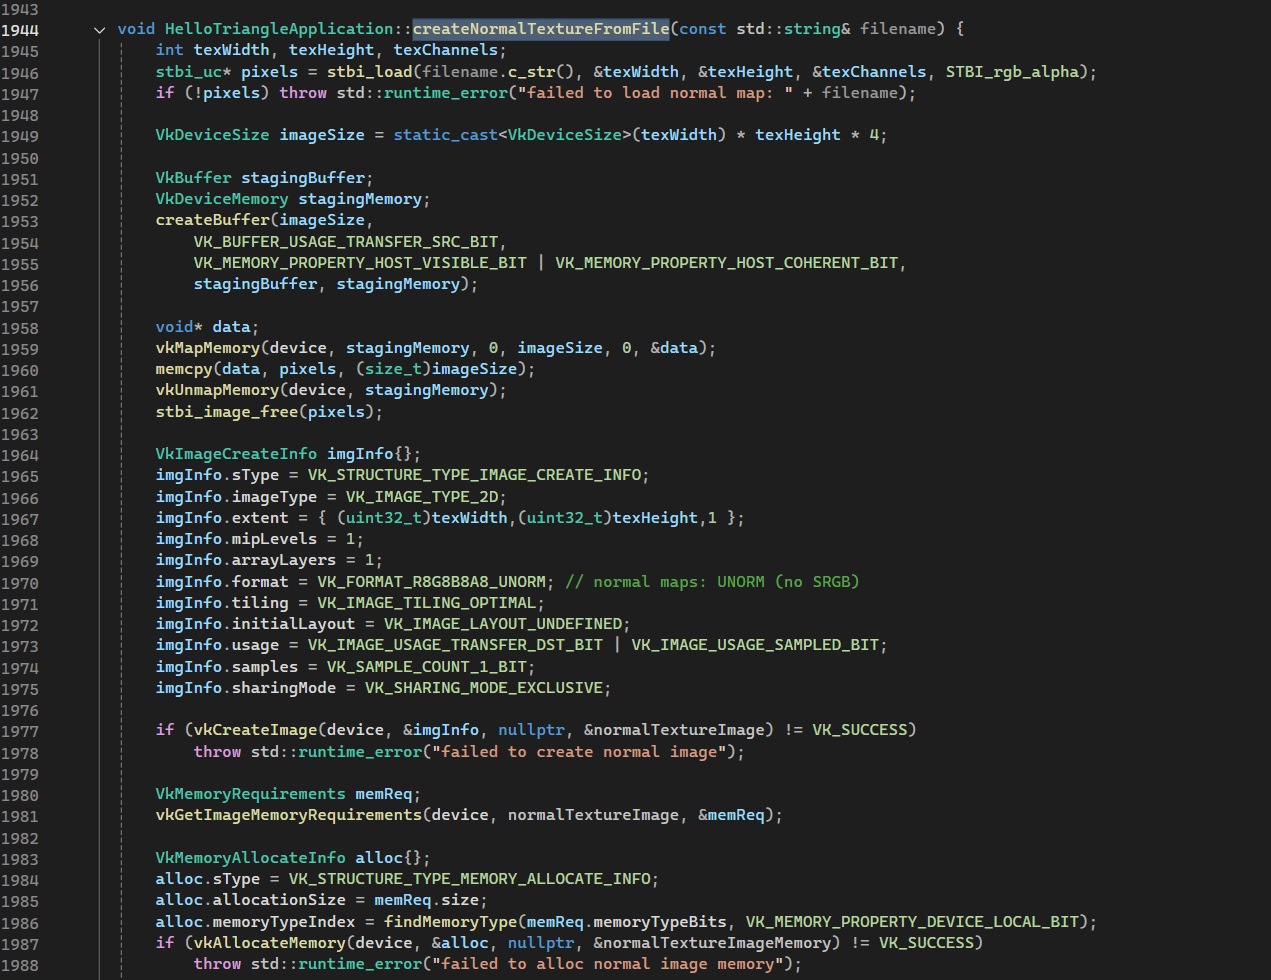 1943
1944 void HelloTriangleApplication::createNormalTextureFromFile(const std::string& filename) {
1945 int texWidth, texHeight, texChannels;
1946 stbi_uc* pixels = stbi_load(filename.c_str(), &texWidth, &texHeight, &texChannels, STBI_rgb_alpha);
1947 if (!pixels) throw std::runtime_error("failed to load normal map: " + filename);
1948
1949 VkDeviceSize imageSize = static_cast<VkDeviceSize>(texWidth) * texHeight * 4;
1950
1951 VkBuffer stagingBuffer;
1952 VkDeviceMemory stagingMemory;
1953 createBuffer(imageSize,
1954 VK_BUFFER_USAGE_TRANSFER_SRC_BIT,
1955 VK_MEMORY_PROPERTY_HOST_VISIBLE_BIT | VK_MEMORY_PROPERTY_HOST_COHERENT_BIT,
1956 stagingBuffer, stagingMemory);
1957
1958 void* data;
1959 vkMapMemory(device, stagingMemory, 0, imageSize, 0, &data);
1960 memcpy(data, pixels, (size_t)imageSize);
1961 vkUnmapMemory(device, stagingMemory);
1962 stbi_image_free(pixels);
1963
1964 VkImageCreateInfo imgInfo{};
1965 imgInfo.sType = VK_STRUCTURE_TYPE_IMAGE_CREATE_INFO;
1966 imgInfo.imageType = VK_IMAGE_TYPE_2D;
1967 imgInfo.extent = { (uint32_t)texWidth,(uint32_t)texHeight,1 };
1968 imgInfo.mipLevels = 1;
1969 imgInfo.arrayLayers = 1;
1970 imgInfo.format = VK_FORMAT_R8G8B8A8_UNORM; // normal maps: UNORM (no SRGB)
1971 imgInfo.tiling = VK_IMAGE_TILING_OPTIMAL;
1972 imgInfo.initialLayout = VK_IMAGE_LAYOUT_UNDEFINED;
1973 imgInfo.usage = VK_IMAGE_USAGE_TRANSFER_DST_BIT | VK_IMAGE_USAGE_SAMPLED_BIT;
1974 imgInfo.samples = VK_SAMPLE_COUNT_1_BIT;
1975 imgInfo.sharingMode = VK_SHARING_MODE_EXCLUSIVE;
1976
1977 if (vkCreateImage(device, &imgInfo, nullptr, &normalTextureImage) != VK_SUCCESS)
1978 throw std::runtime_error("failed to create normal image");
1979
1980 VkMemoryRequirements memReq;
1981 vkGetImageMemoryRequirements(device, normalTextureImage, &memReq);
1982
1983 VkMemoryAllocateInfo alloc{};
1984 alloc.sType = VK_STRUCTURE_TYPE_MEMORY_ALLOCATE_INFO;
1985 alloc.allocationSize = memReq.size;
1986 alloc.memoryTypeIndex = findMemoryType(memReq.memoryTypeBits, VK_MEMORY_PROPERTY_DEVICE_LOCAL_BIT);
1987 if (vkAllocateMemory(device, &alloc, nullptr, &normalTextureImageMemory) != VK_SUCCESS)
1988 throw std::runtime_error("failed to alloc normal image memory");